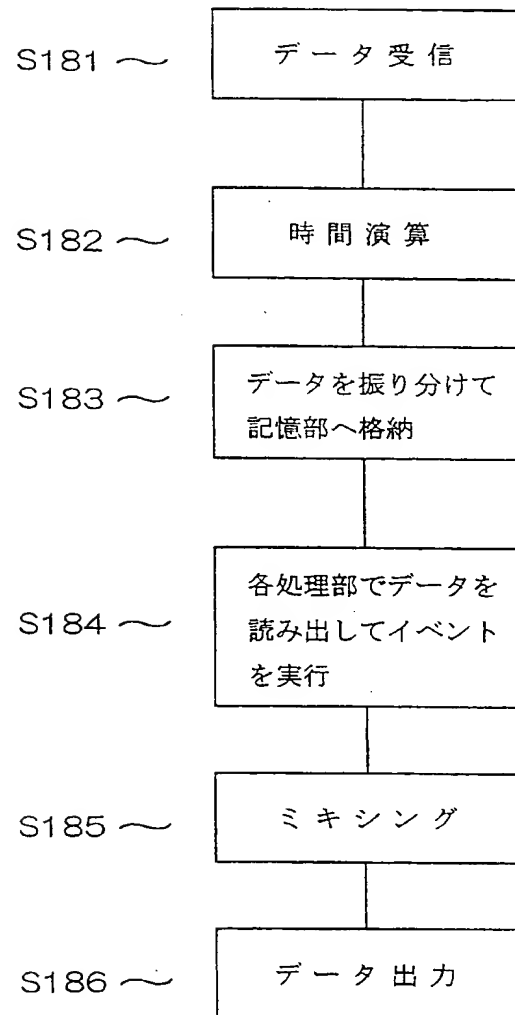 S181 〜 データ受信
S182 〜 時間演算
S183 〜 データを振り分けて
記憶部へ格納
S184 〜 各処理部でデータを
読み出してイベント
を実行
S185 〜 ミキシング
S186 〜 データ出力